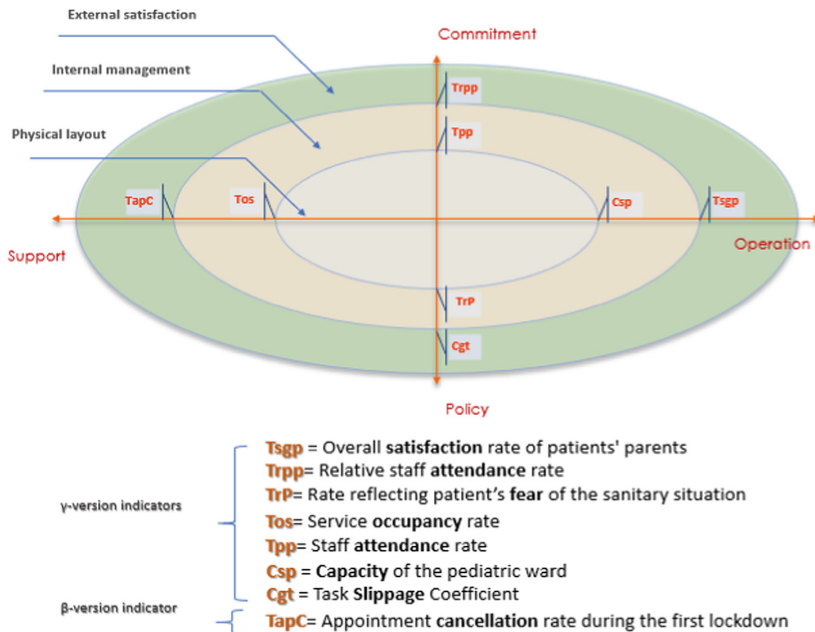 External satisfaction
Commitment
Internal management
Trpp
Physical layout
Tpp
TapC
Tos
Csp
Tsgp
Support
Operation
TrP
Cgt
Policy
Tsgp = Overall satisfaction rate of patients' parents
Trpp= Relative staff attendance rate
TrP= Rate reflecting patient’s fear of the sanitary situation
γ-version indicators
Tos= Service occupancy rate
Tpp= Staff attendance rate
Csp = Capacity of the pediatric ward
Cgt = Task Slippage Coefficient
β-version indicator
TapC= Appointment cancellation rate during the first lockdown